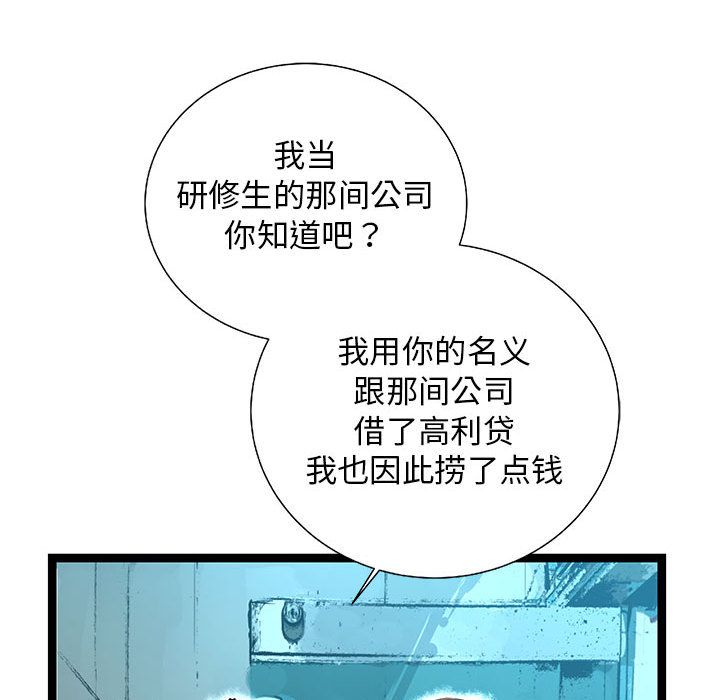 我当
研修生的那间公司
你知道吧？
我用你的名义
跟那间公司
借了高利贷
我也因此捞了点钱